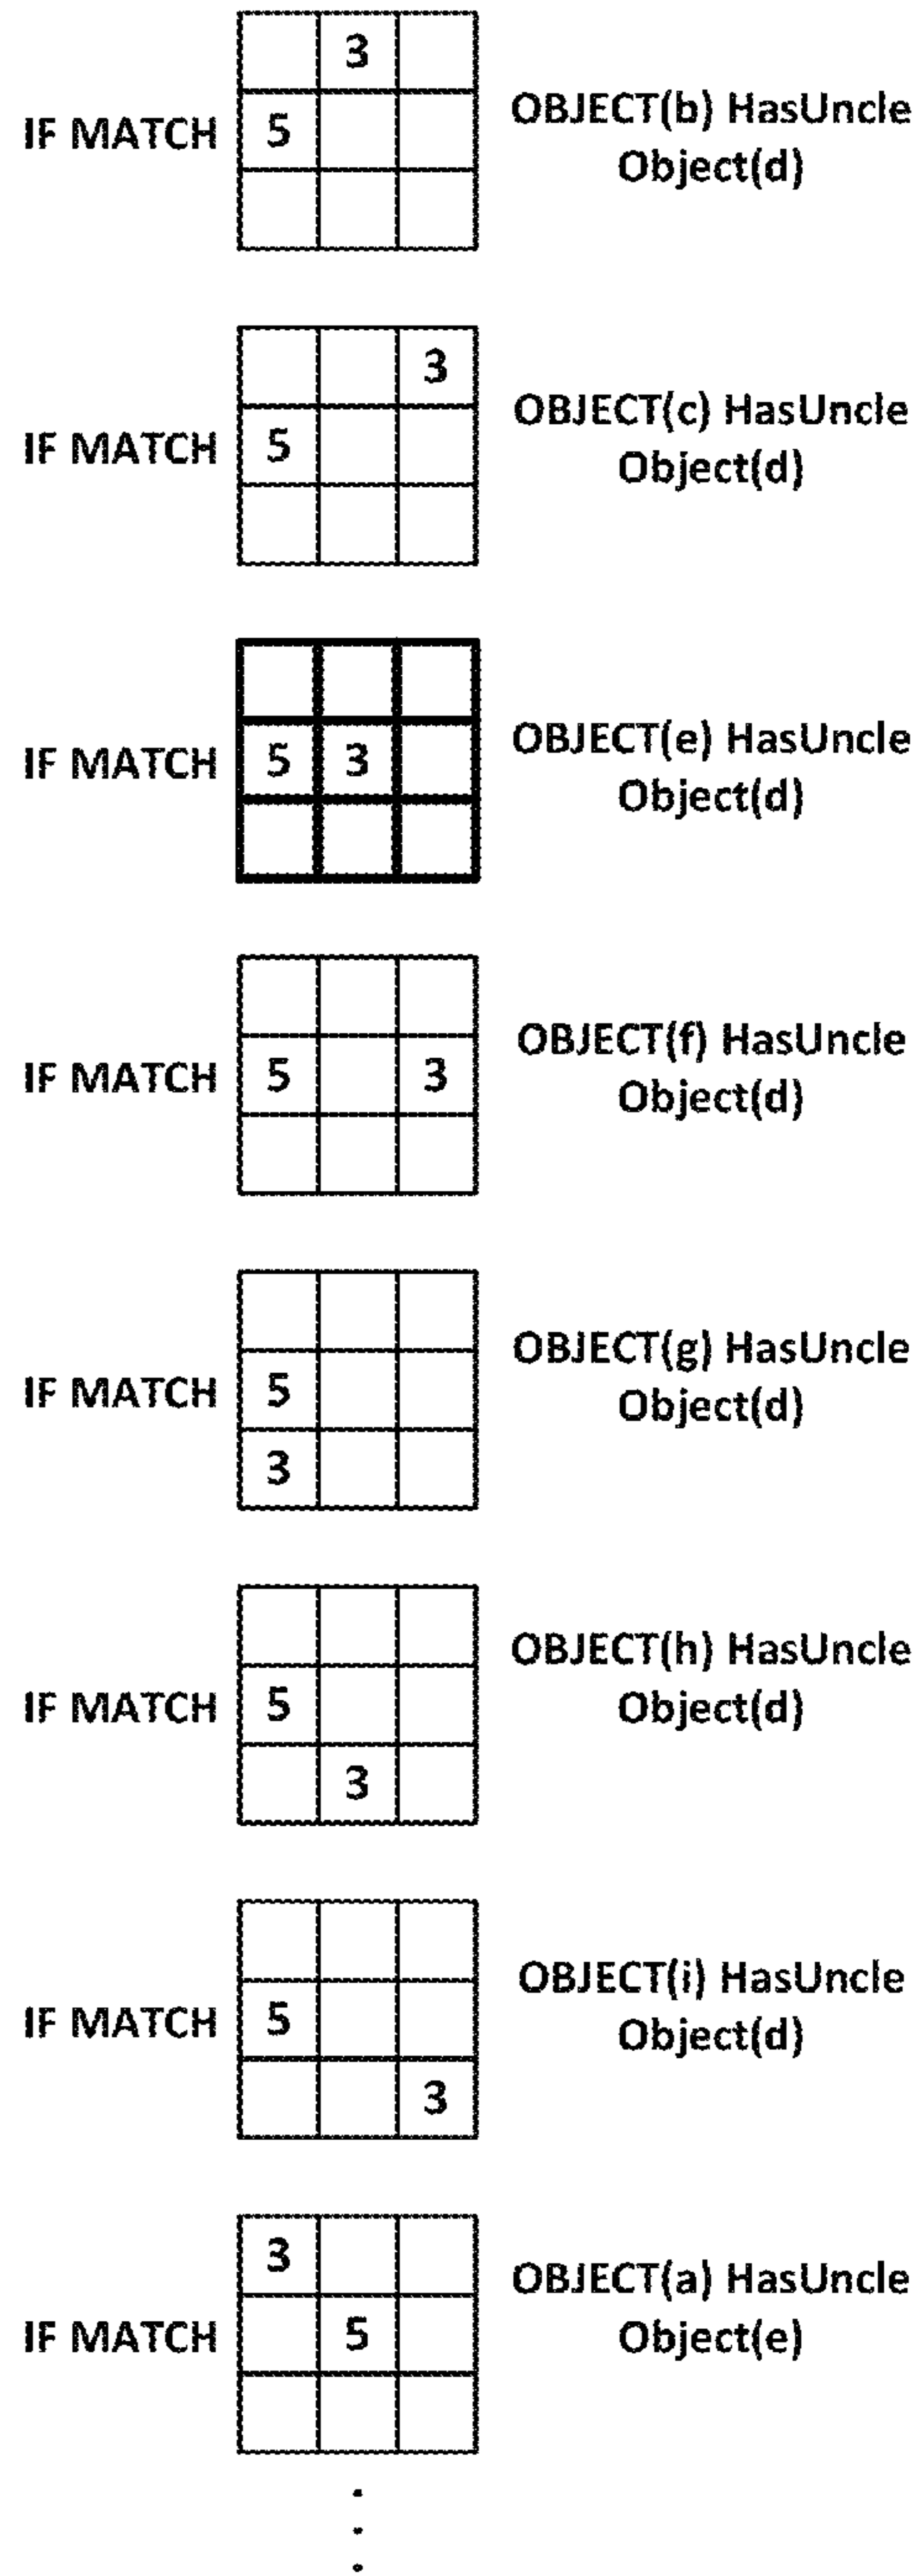 3
OBJECT(b) HasUncle
IF MATCH 5
Object(d)
3
OBJECT(c) HasUncle
IF MATCH 5
Object(d)
OBJECT(e) HasUncle
IF MATCH 5 3
Object(d)
OBJECT(f) HasUncle
IF MATCH 5 3
Object(d)
OBJECT(g) HasUncle
IF MATCH 5
Object(d)
3
OBJECT(h) HasUncle
IF MATCH 5
Object(d)
3
OBJECT(i) HasUncle
IF MATCH 5
Object(d)
3
3
OBJECT(a) HasUncle
IF MATCH 5
Object(e)